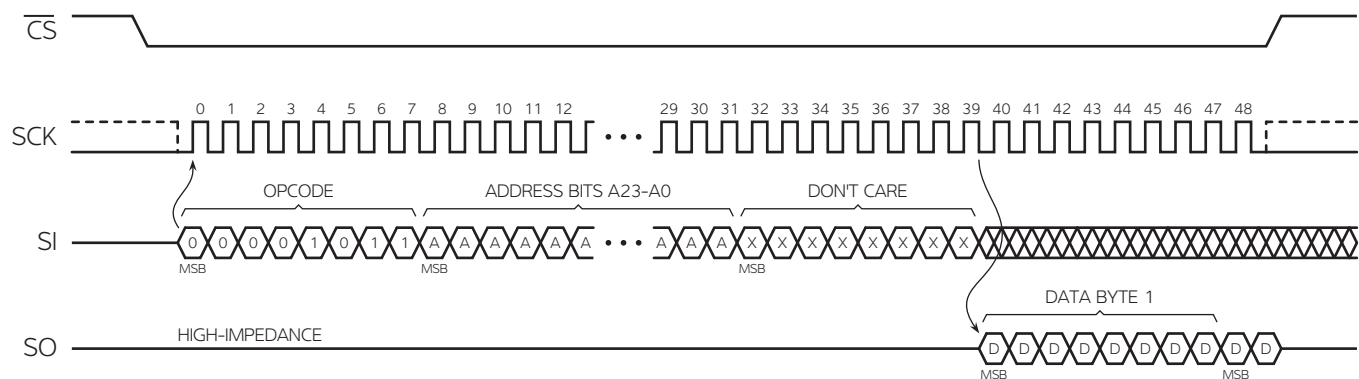 CS
0 1 2 3 4 5 6 7 8 9 10 11 12 29 30 31 32 33 34 35 36 37 38 39 40 41 42 43 44 45 46 47 48
SCK
OPCODE ADDRESS BITS A23-A0 DON'T CARE
SI 0 0 0 0 1 0 1 1 A A A A A A A A A X X X X X X X X
MSB MSB MSB
DATA BYTE 1
HIGH-IMPEDANCE
SO D D D D D D D D D D
MSB MSB